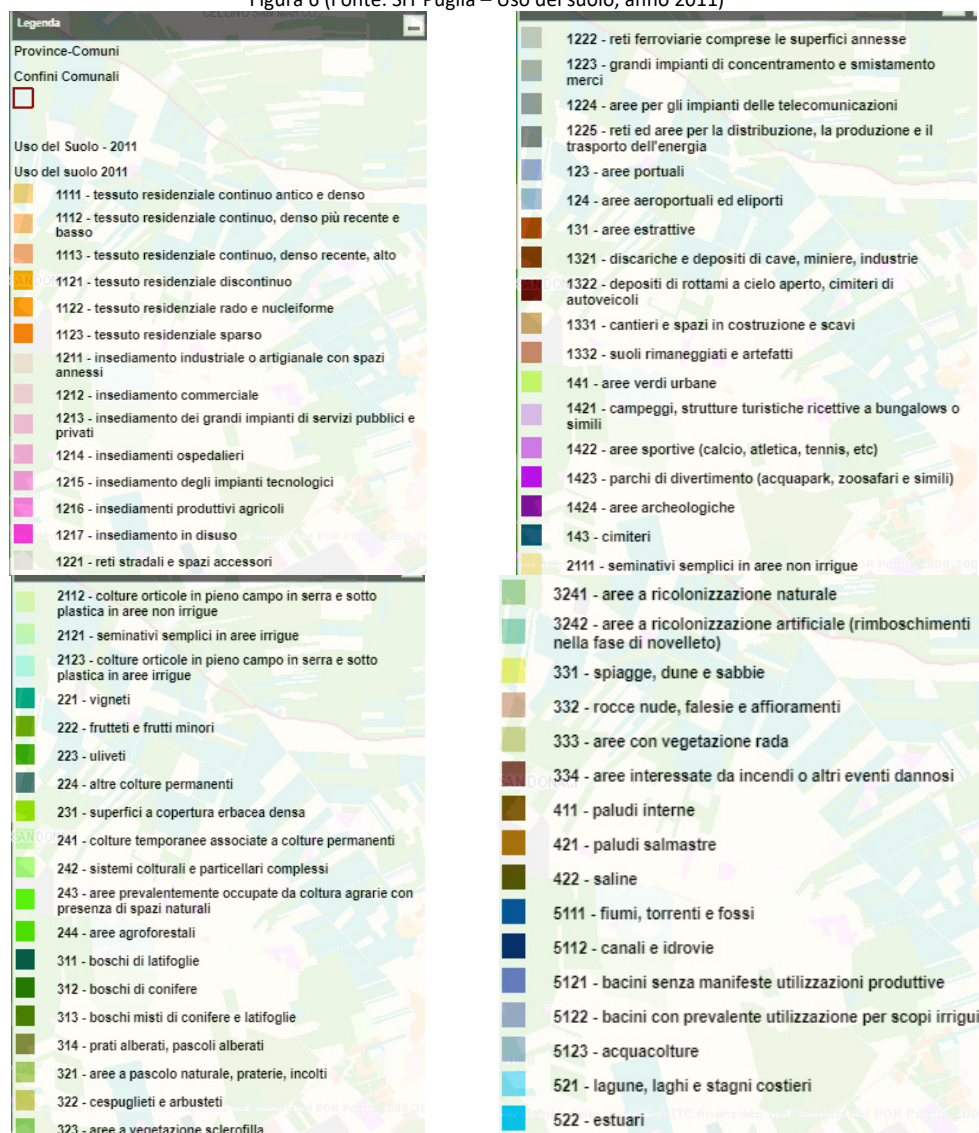 Figura 6 (Fonte: SIT Puglia – Uso del suolo, anno 2011)
Legenda
Province-Comuni
Confini Comunali
Uso del Suolo - 2011
Uso del suolo 2011
1111 - tessuto residenziale continuo antico e denso
1112 - tessuto residenziale continuo, denso più recente e
basso
1113 - tessuto residenziale continuo, denso recente, alto
1121 - tessuto residenziale discontinuo
1122 - tessuto residenziale rado e nucleiforme
1123 - tessuto residenziale sparso
1211 - insediamento industriale o artigianale con spazi
annessi
1212 - insediamento commerciale
1213 - insediamento dei grandi impianti di servizi pubblici e
privati
1214 - insediamenti ospedalieri
1215 - insediamento degli impianti tecnologici
1216 - insediamenti produttivi agricoli
1217 - insediamento in disuso
1221 - reti stradali e spazi accessori
1222 - reti ferroviarie comprese le superfici annesse
1223 - grandi impianti di concentramento e smistamento
merci
1224 - aree per gli impianti delle telecomunicazioni
1225 - reti ed aree per la distribuzione, la produzione e il
trasporto dell'energia
123 - aree portuali
124 - aree aeroportuali ed eliporti
131 - aree estrattive
1321 - discariche e depositi di cave, miniere, industrie
1322 - depositi di rottami a cielo aperto, cimiteri di
autoveicoli
1331 - cantieri e spazi in costruzione e scavi
1332 - suoli rimaneggiati e artefatti
141 - aree verdi urbane
1421 - campeggi, strutture turistiche ricettive a bungalows o
simili
1422 - aree sportive (calcio, atletica, tennis, etc)
1423 - parchi di divertimento (acquapark, zoosafari e simili)
1424 - aree archeologiche
143 - cimiteri
2111 - seminativi semplici in aree non irrigue
2112 - colture orticole in pieno campo in serra e sotto
plastica in aree non irrigue
2121 - seminativi semplici in aree irrigue
2123 - colture orticole in pieno campo in serra e sotto
plastica in aree irrigue
221 - vigneti
222 - frutteti e frutti minori
223 - uliveti
224 - altre colture permanenti
231 - superfici a copertura erbacea densa
241 - colture temporanee associate a colture permanenti
242 - sistemi colturali e particellari complessi
243 - aree prevalentemente occupate da coltura agrarie con
presenza di spazi naturali
244 - aree agroforestali
311 - boschi di latifoglie
312 - boschi di conifere
313 - boschi misti di conifere e latifoglie
314 - prati alberati, pascoli alberati
321 - aree a pascolo naturale, praterie, incolti
322 - cespuglieti e arbusteti
323 - aree a vegetazione sclerofilla
3241 - aree a ricolonizzazione naturale
3242 - aree a ricolonizzazione artificiale (rimboschimenti
nella fase di novelleto)
331 - spiagge, dune e sabbie
332 - rocce nude, falesie e affioramenti
333 - aree con vegetazione rada
334 - aree interessate da incendi o altri eventi dannosi
411 - paludi interne
421 - paludi salmastre
422 - saline
5111 - fiumi, torrenti e fossi
5112 - canali e idrovie
5121 - bacini senza manifeste utilizzazioni produttive
5122 - bacini con prevalente utilizzazione per scopi irrigui
5123 - acquacolture
521 - lagune, laghi e stagni costieri
522 - estuari